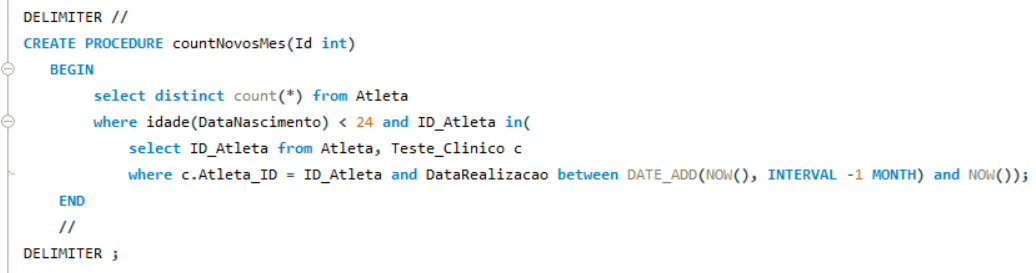 DELIMITER //
CREATE PROCEDURE countNovosMes(Id int)
BEGIN
select distinct count(*) from Atleta
where idade(DataNascimento) < 24 and ID_Atleta in(
select ID_Atleta from Atleta, Teste_Clinico c
where c.Atleta_ID = ID_Atleta and DataRealizacao between DATE_ADD(NOW(), INTERVAL -1 MONTH) and NOW());
END
//
DELIMITER ;